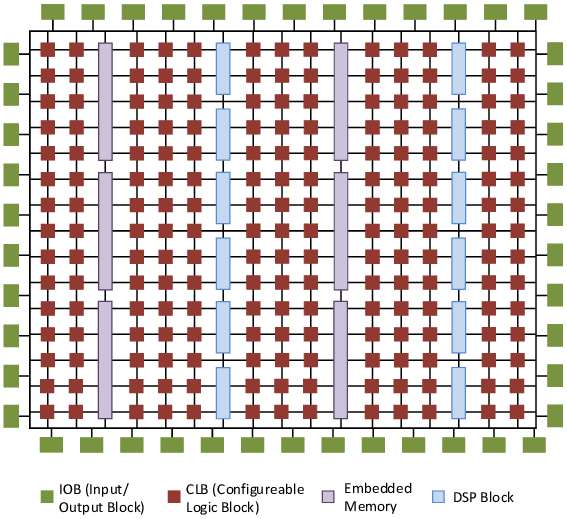 IOB (Input/
Output Block)
CLB (Configureable
Logic Block)
Embedded
Memory
DSP Block